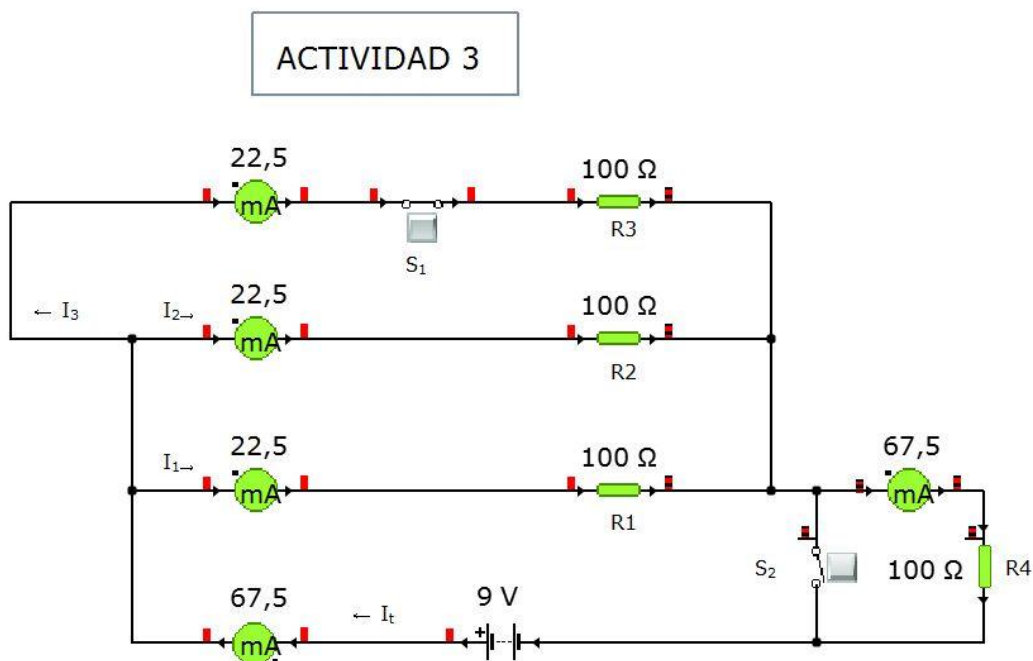 ACTIVIDAD 3
22,5
100 Ω
mA
S₁
R3
← I₃
I₂→
22,5
100 Ω
mA
R2
I₁→
22,5
100 Ω
67,5
mA
R1
mA
S₂
100 Ω
R4
67,5
← Iₜ
9 V
mA
+